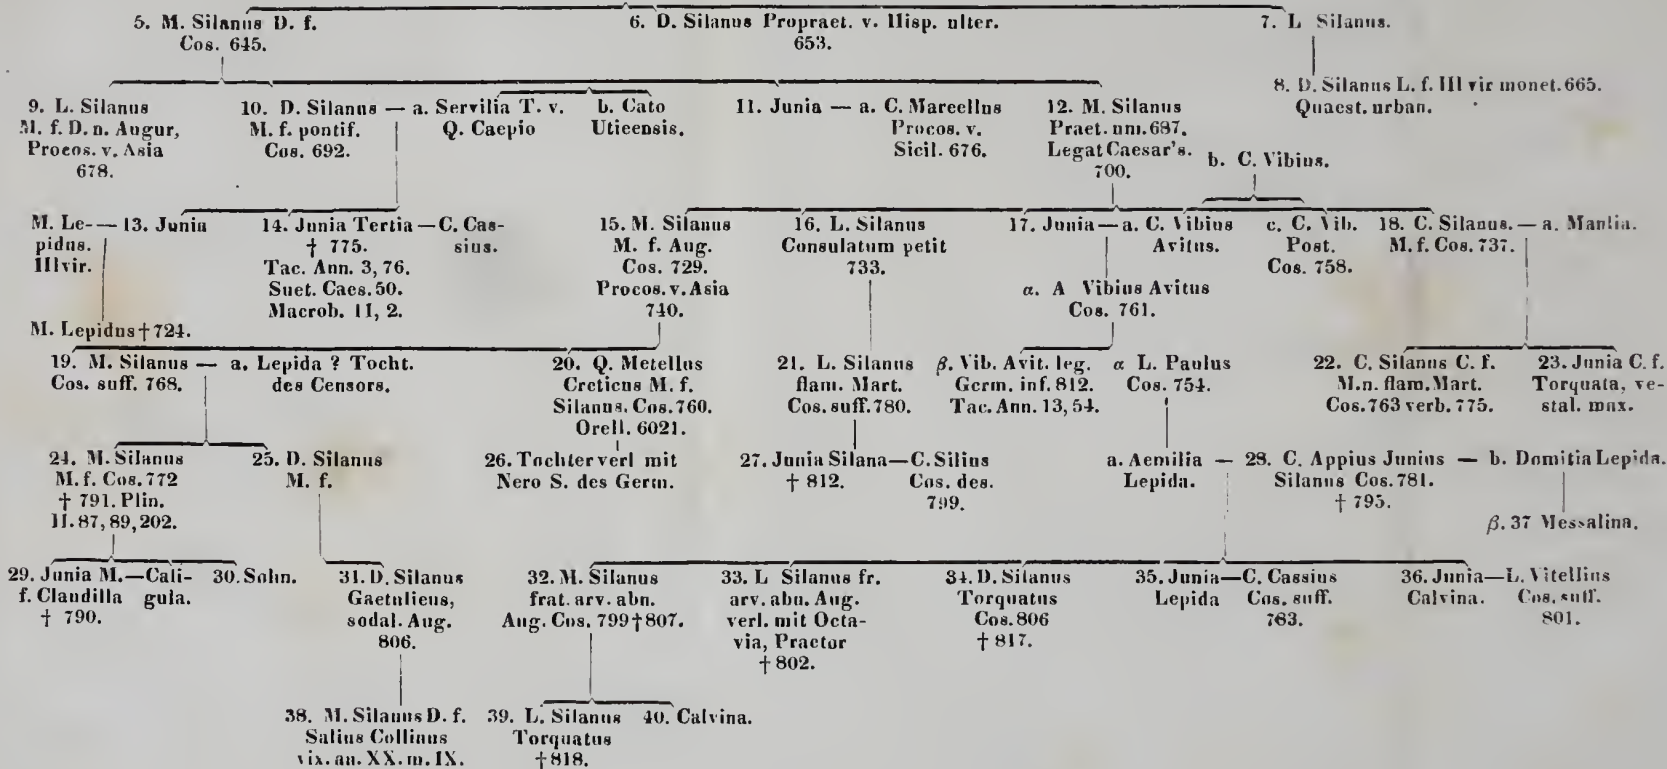 5. M. Silanus D. f.
Cos. 645.
6. D. Silanus Propraet. v. Hisp. ulter.
653.
7. L Silanus.
8. D. Silanus L. f. III vir monet. 665.
Quaest. urban.
9. L. Silanus
M. f. D. n. Augur,
Procos. v. Asia
678.
10. D. Silanus — a. Servilia T. v.
M. f. pontif.
Cos. 692.
Q. Caepio
b. Cato
Uticensis.
11. Junia — a. C. Marcellus
Procos. v.
Sicil. 676.
12. M. Silanus
Praet. um. 687.
Legat Caesar's.
700.
b. C. Vibius.
M. Le- — 13. Junia
pidus.
IIIvir.
14. Junia Tertia — C. Cas-
sius.
† 775.
Tac. Ann. 3, 76.
Suet. Caes. 50.
Macrob. 11, 2.
15. M. Silanus
M. f. Aug.
Cos. 729.
Procos. v. Asia
740.
16. L. Silanus
Consulatum petit
733.
17. Junia — a. C. Vibius
Avitus.
c. C. Vib.
Post.
Cos. 758.
18. C. Silanus. — a. Manlia.
M. f. Cos. 737.
α. A Vibius Avitus
Cos. 761.
M. Lepidus † 724.
19. M. Silanus — a. Lepida ? Tocht.
Cos. suff. 768.
des Censors.
20. Q. Metellus
Creticus M. f.
Silanus. Cos. 760.
Orell. 6021.
21. L. Silanus
flam. Mart.
Cos. suff. 780.
β. Vib. Avit. leg.
Germ. inf. 812.
Tac. Ann. 13, 54.
α L. Paulus
Cos. 754.
22. C. Silanus C. f.
M. n. flam. Mart.
Cos. 763 verb. 775.
23. Junia C. f.
Torquata, ve-
stal. max.
24. M. Silanus
M. f. Cos. 772
† 791. Plin.
II. 87, 89, 202.
25. D. Silanus
M. f.
26. Tochter verl mit
Nero S. des Germ.
27. Junia Silana — C. Silius
† 812.
Cos. des.
799.
a. Aemilia — 28. C. Appius Junius — b. Domitia Lepida.
Lepida.
Silanus Cos. 781.
† 795.
β. 37 Messalina.
29. Junia M. — Cali-
f. Claudilla
gula.
† 790.
30. Sohn.
31. D. Silanus
Gaetulicus,
sodal. Aug.
806.
32. M. Silanus
frat. arv. abn.
Aug. Cos. 799 † 807.
33. L Silanus fr.
arv. abn. Aug.
verl. mit Octa-
via, Praetor
† 802.
34. D. Silanus
Torquatus
Cos. 806
† 817.
35. Junia — C. Cassius
Lepida
Cos. suff.
763.
36. Junia — L. Vitellius
Calvina.
Cos. suff.
801.
38. M. Silanus D. f.
Salius Collinus
vix. an. XX. m. IX.
39. L. Silanus
Torquatus
† 818.
40. Calvina.